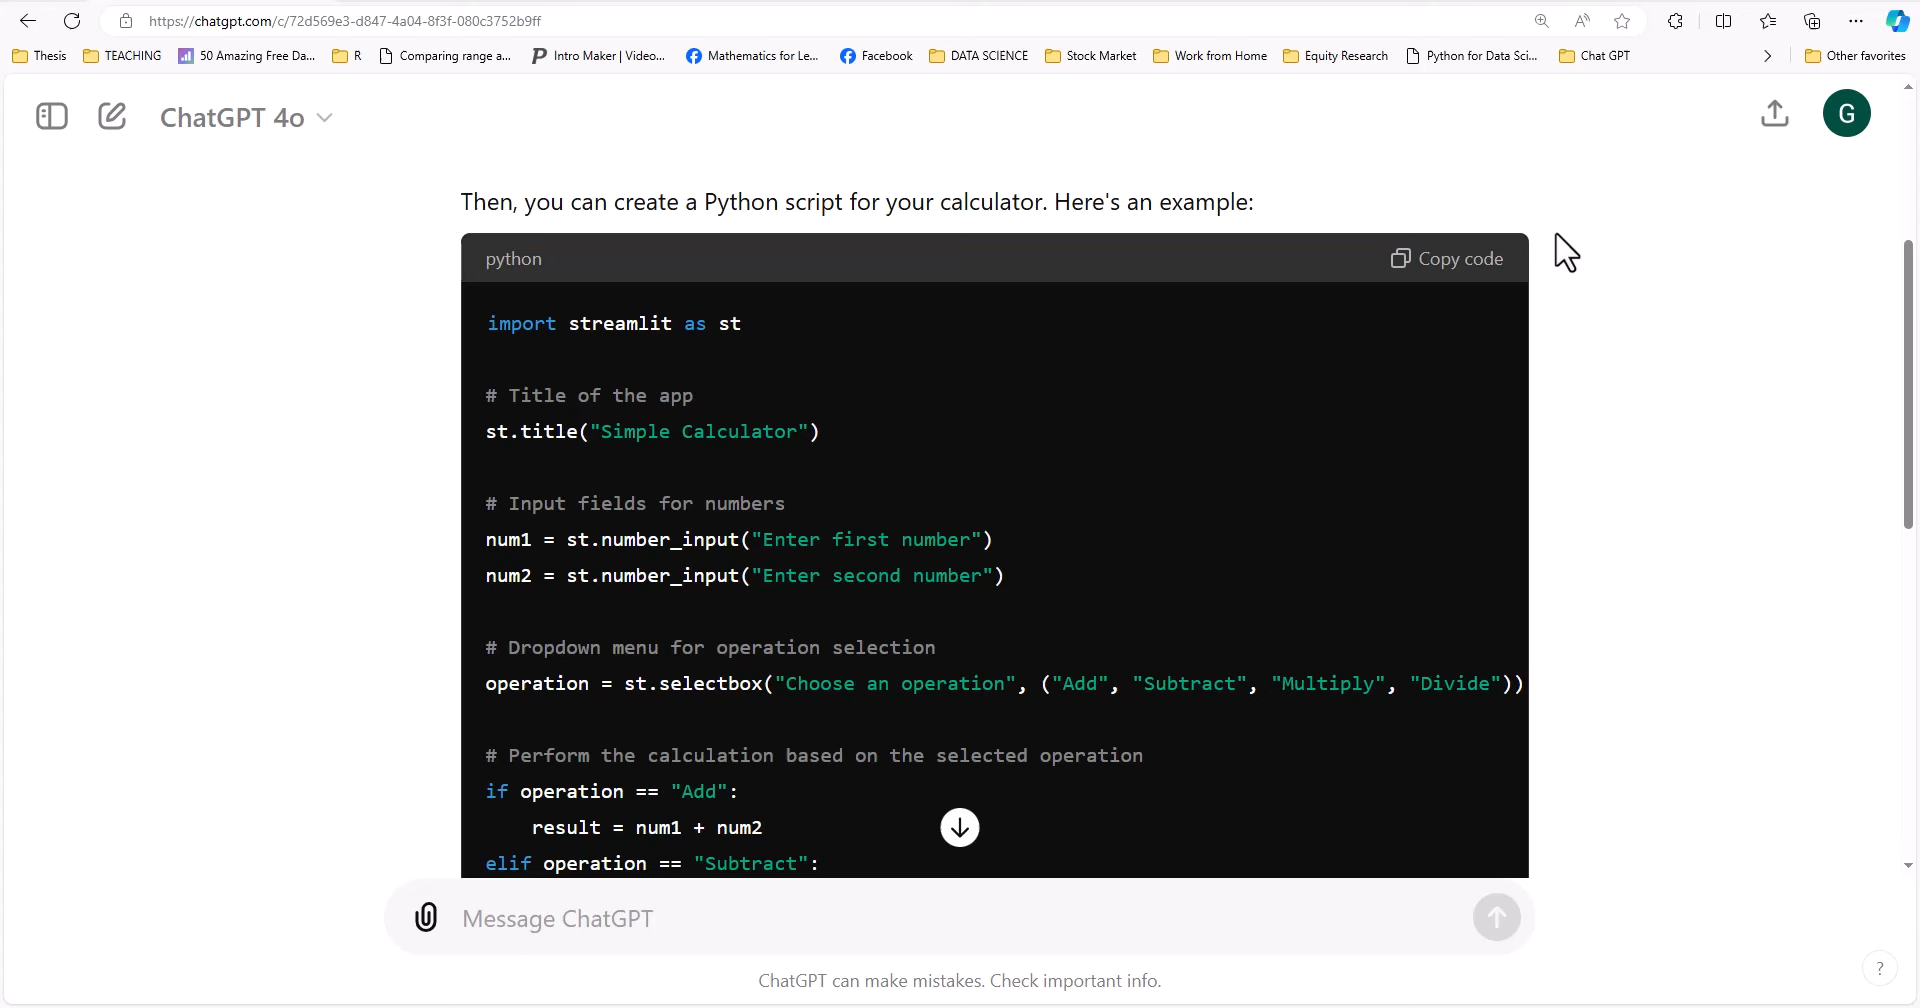 https://chatgpt.com/c/72d569e3-d847-4a04-8f3f-080c3752b9ff
Thesis TEACHING 50 Amazing Free Da... R Comparing range a... Intro Maker | Video... Mathematics for Le... Facebook DATA SCIENCE Stock Market Work from Home Equity Research Python for Data Sci... Chat GPT Other favorites
ChatGPT 4o
G
Then, you can create a Python script for your calculator. Here's an example:
python Copy code
import streamlit as st
# Title of the app
st.title("Simple Calculator")
# Input fields for numbers
num1 = st.number_input("Enter first number")
num2 = st.number_input("Enter second number")
# Dropdown menu for operation selection
operation = st.selectbox("Choose an operation", ("Add", "Subtract", "Multiply", "Divide"))
# Perform the calculation based on the selected operation
if operation == "Add":
    result = num1 + num2
elif operation == "Subtract":
Message ChatGPT
ChatGPT can make mistakes. Check important info.
?